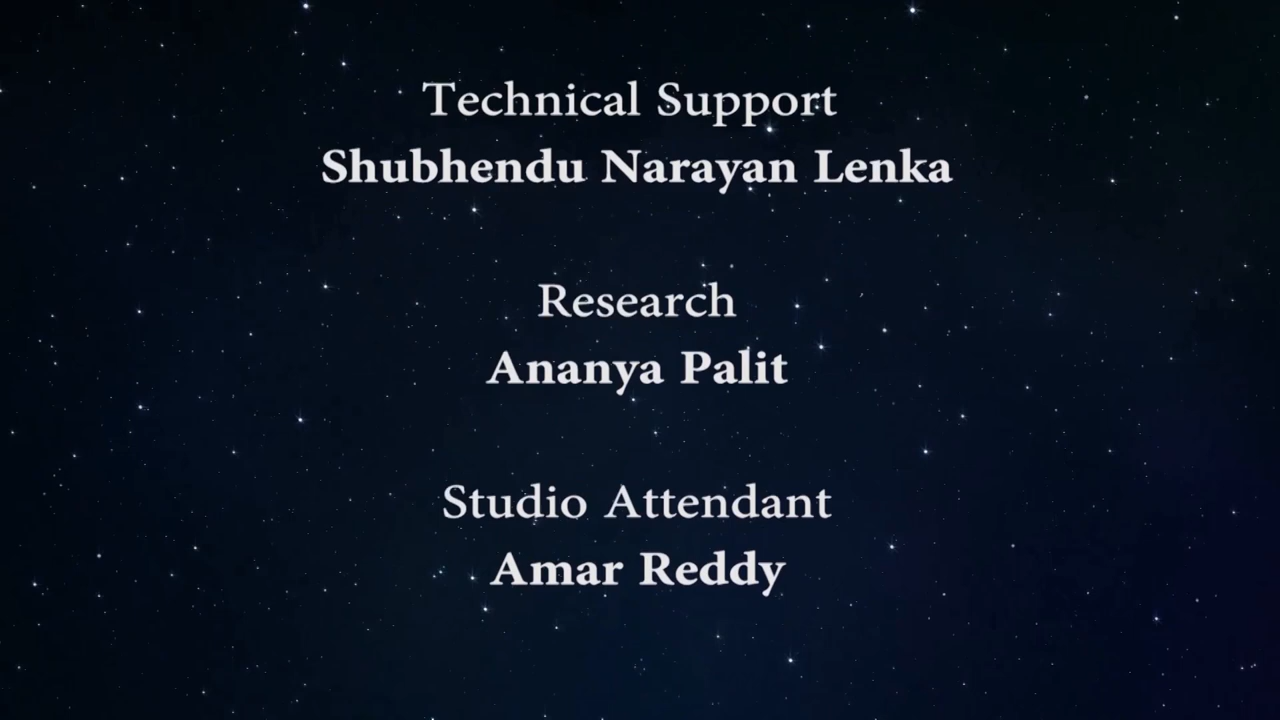 Technical Support
Shubhendu Narayan Lenka
Research
Ananya Palit
Studio Attendant
Amar Reddy